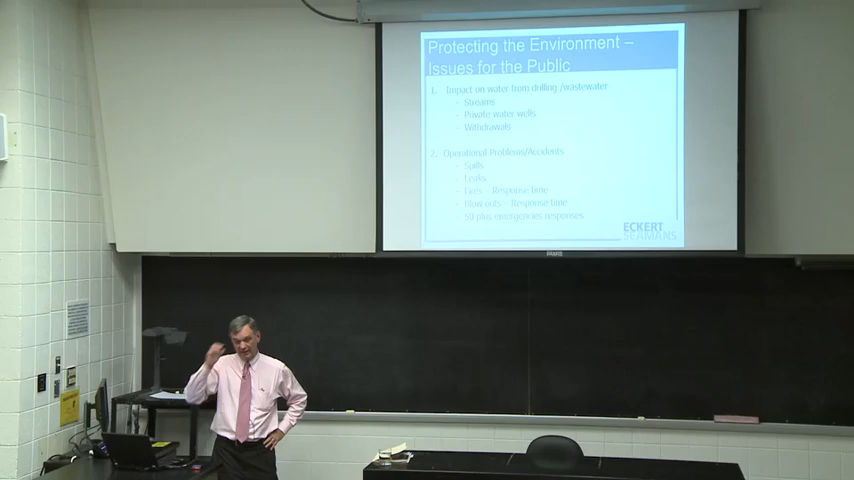 Protecting the Environment –
Issues for the Public
1. Impact on water from drilling /wastewater
- Streams
- Private water wells
- Withdrawals
2. Operational Problems/Accidents
- Spills
- Leaks
- Fires – Response time
- Blow outs – Response time
- 50 plus emergencies responses
ECKERT
SEAMANS